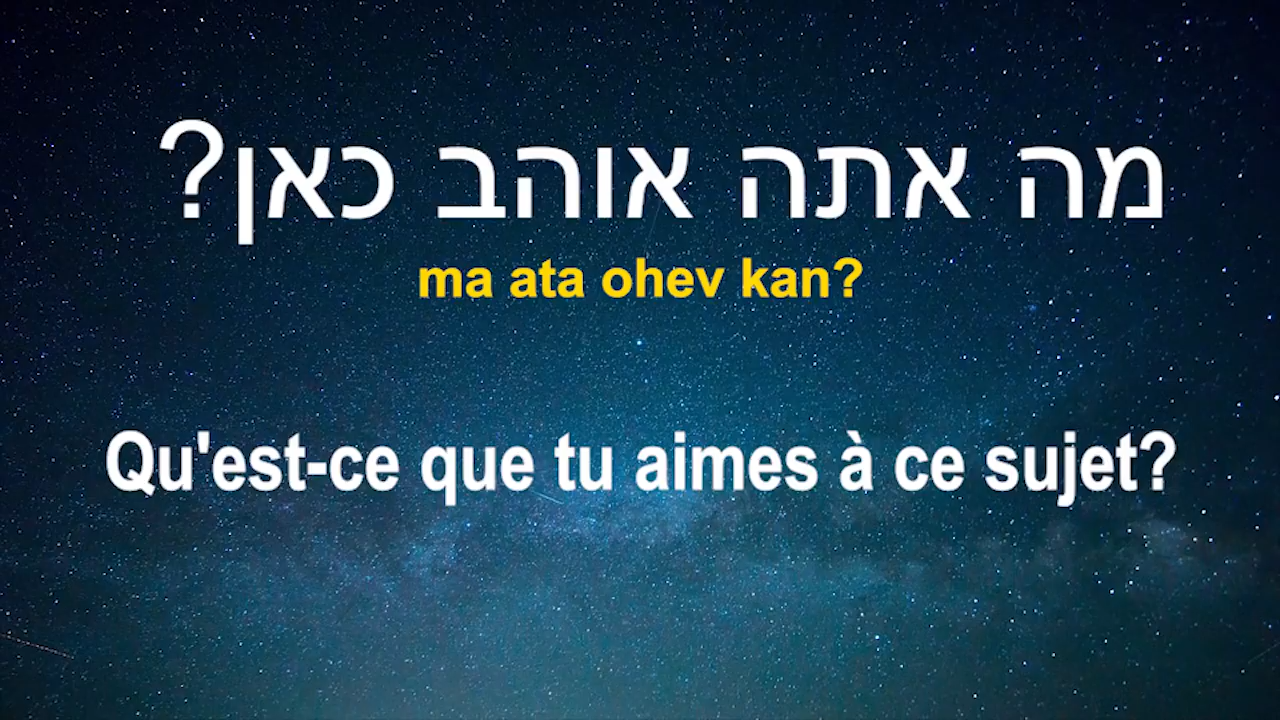 מה אתה אוהב כאן?
ma ata ohev kan?
Qu'est-ce que tu aimes à ce sujet?